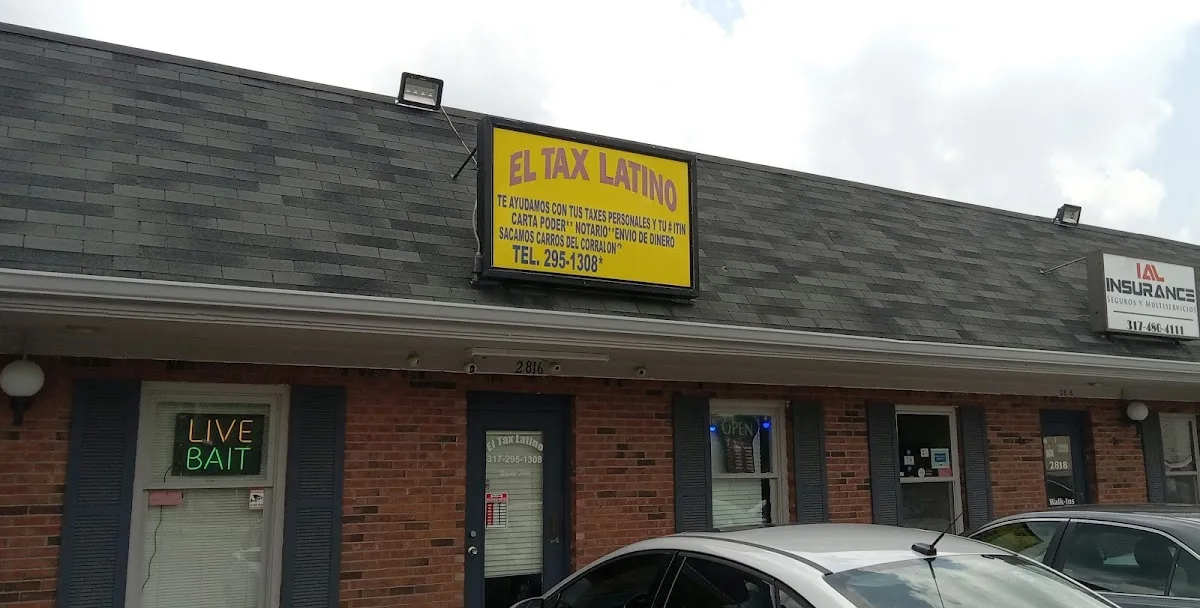 EL TAX LATINO
TE AYUDAMOS CON TUS TAXES PERSONALES Y TU # ITIN
CARTA PODER** NOTARIO**ENVIO DE DINERO
SACAMOS CARROS DEL CORRALON**
TEL. 295-1308*
IAL
INSURANCE
SEGUROS Y MULTISERVICIOS
317-480-4111
2816
LIVE
BAIT
El Tax Latino
317-295-1308
OPEN
2818
Walk-Ins